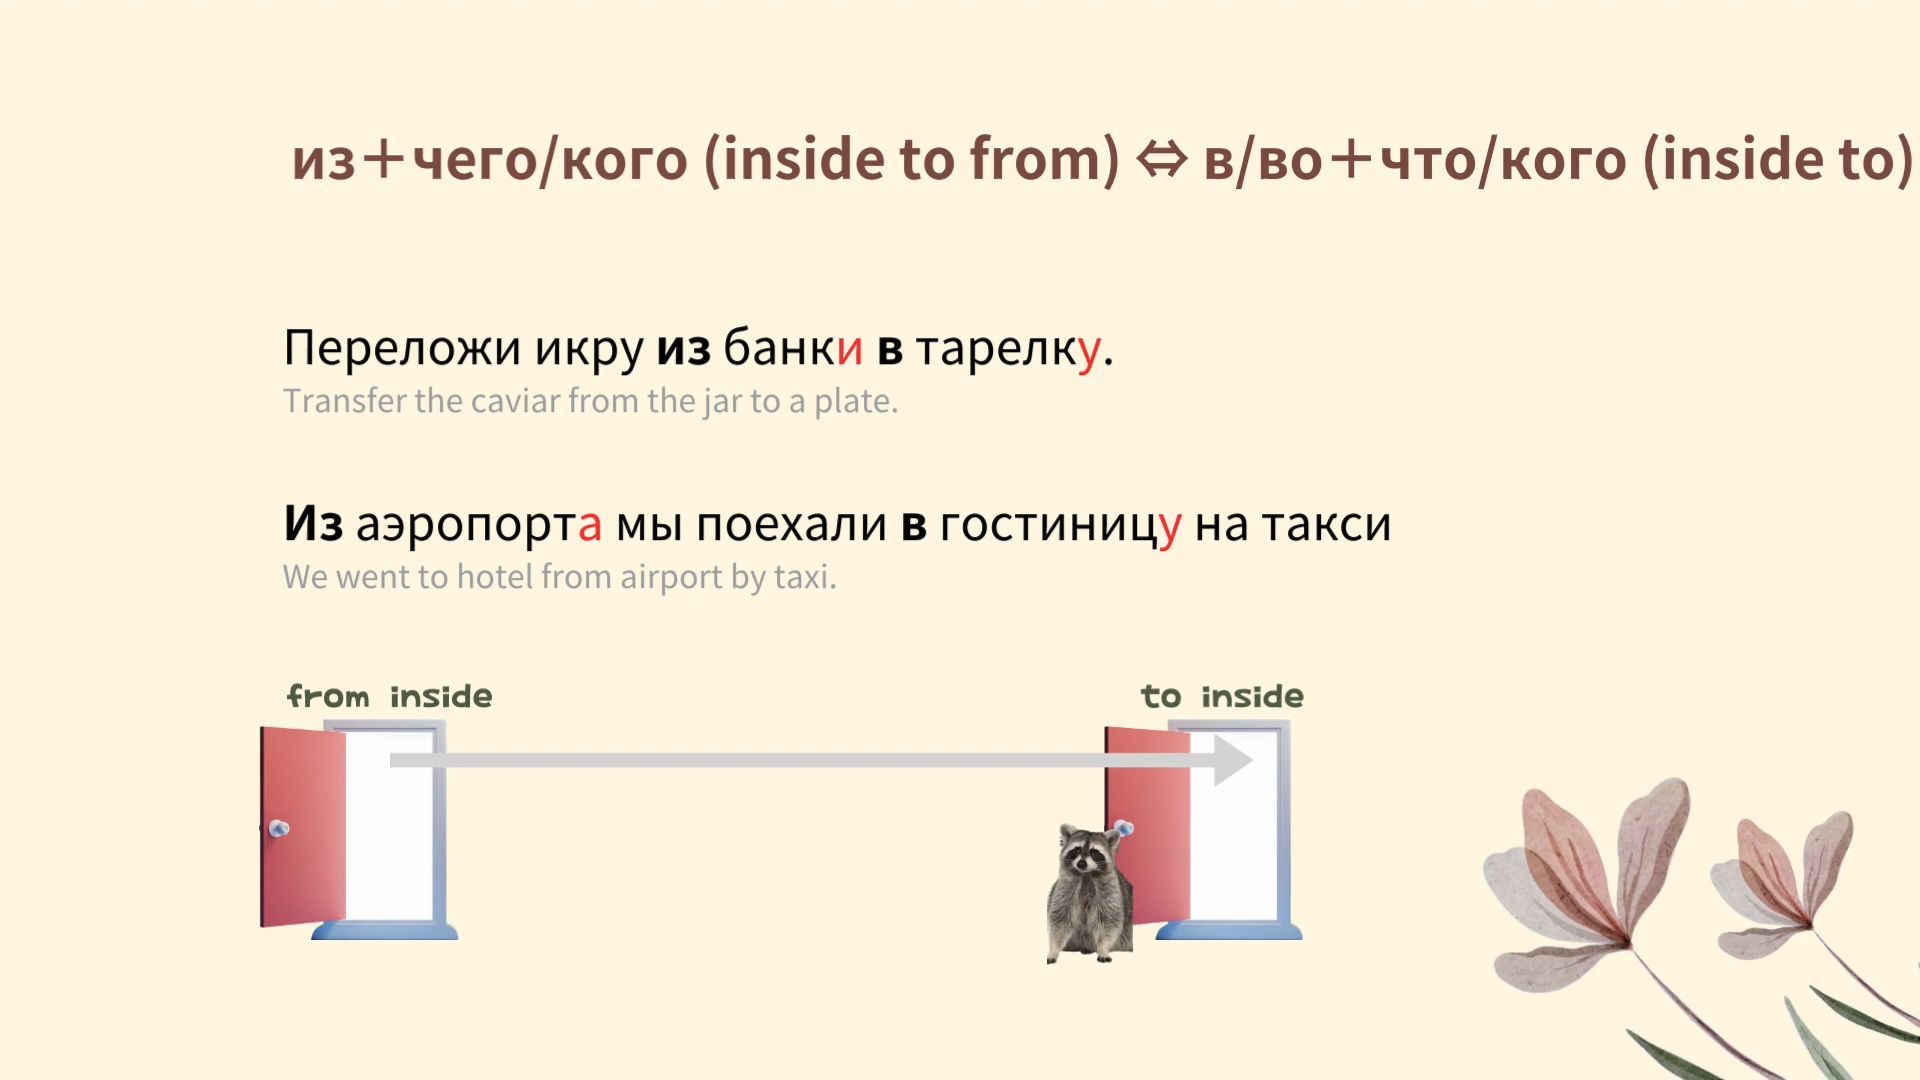 из＋чего/кого (inside to from) ⇔ в/во＋что/кого (inside to)
Переложи икру из банки в тарелку.
Transfer the caviar from the jar to a plate.
Из аэропорта мы поехали в гостиницу на такси
We went to hotel from airport by taxi.
from inside
to inside